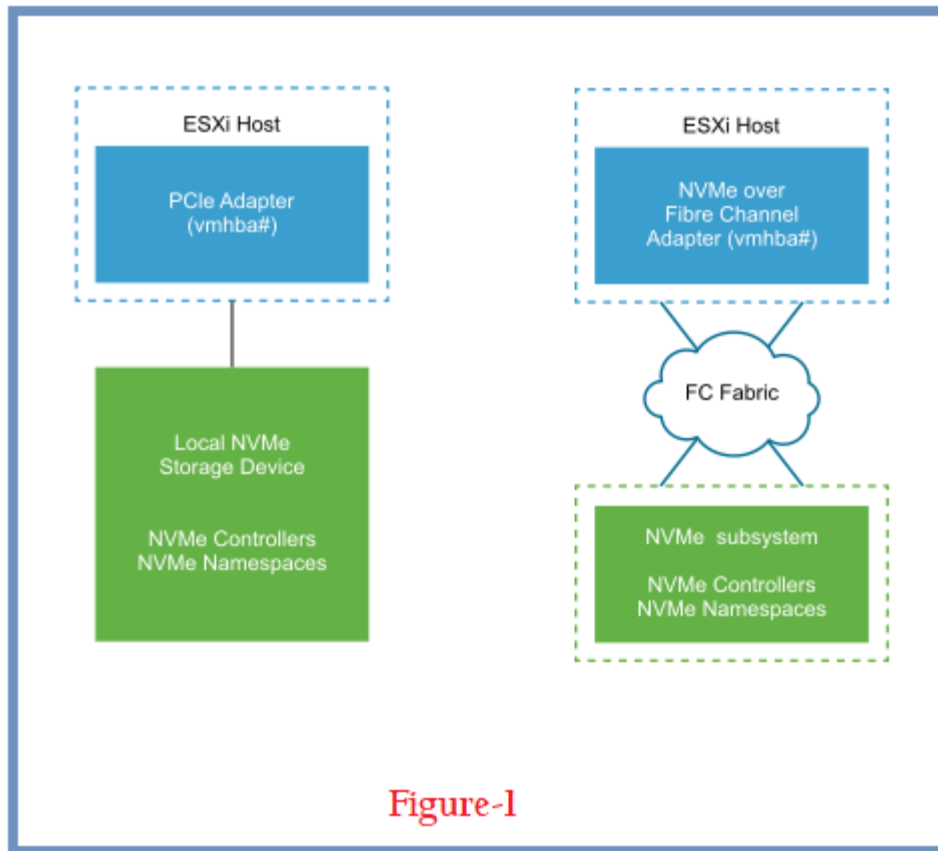 ESXi Host
PCIe Adapter
(vmhba#)
Local NVMe
Storage Device
NVMe Controllers
NVMe Namespaces
ESXi Host
NVMe over
Fibre Channel
Adapter (vmhba#)
FC Fabric
NVMe subsystem
NVMe Controllers
NVMe Namespaces
Figure-1